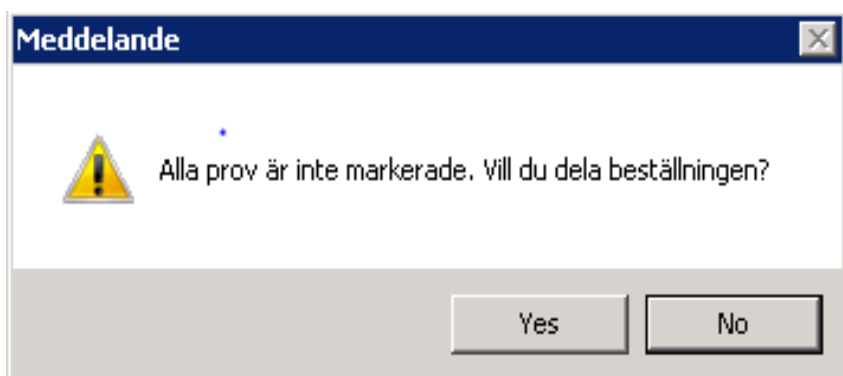 Meddelande
Alla prov är inte markerade. Vill du dela beställningen?
Yes
No